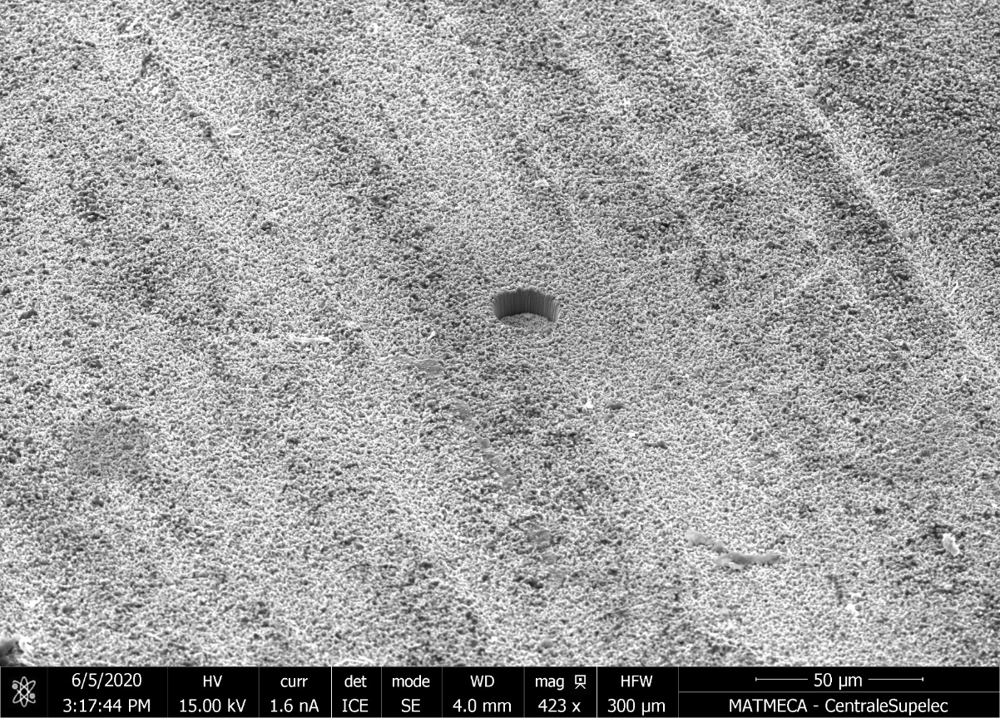 6/5/2020 HV curr det mode WD mag HFW 50 µm
3:17:44 PM 15.00 kV 1.6 nA ICE SE 4.0 mm 423 x 300 µm MATMECA - CentraleSupelec